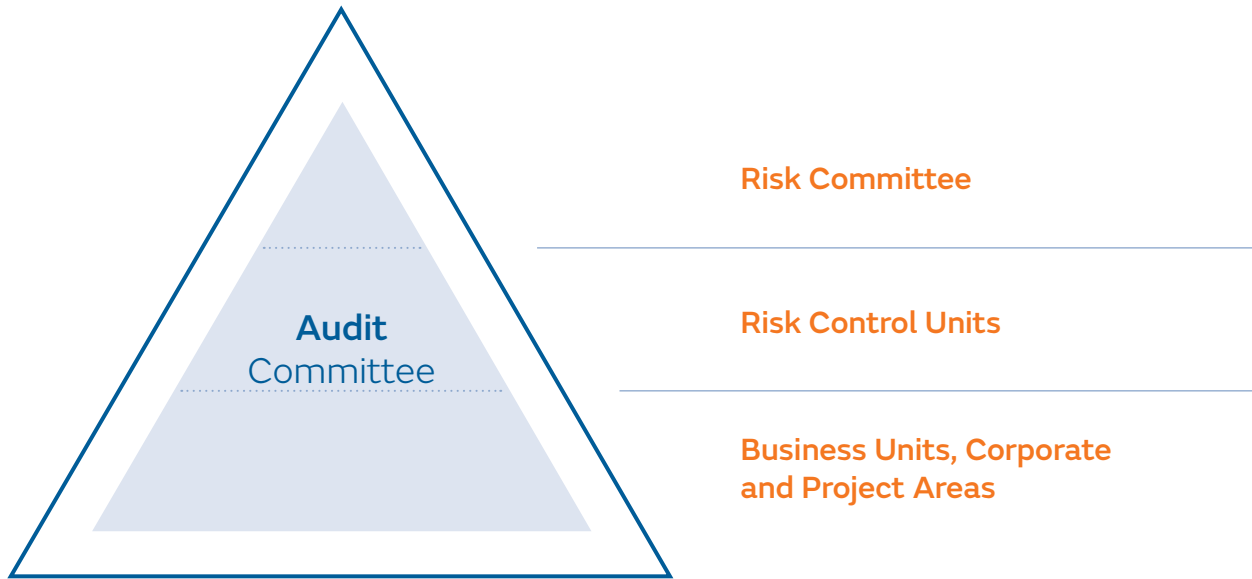 Risk Committee
Audit
Committee
Risk Control Units
Business Units, Corporate
and Project Areas